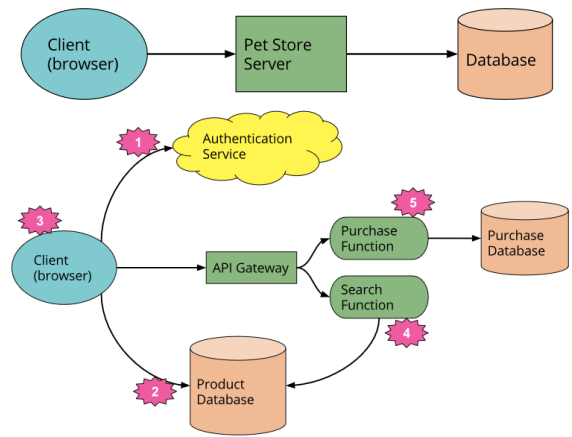 Client
(browser)
Pet Store
Server
Database
1
Authentication
Service
3
Client
(browser)
API Gateway
5
Purchase
Function
Purchase
Database
Search
Function
4
2
Product
Database